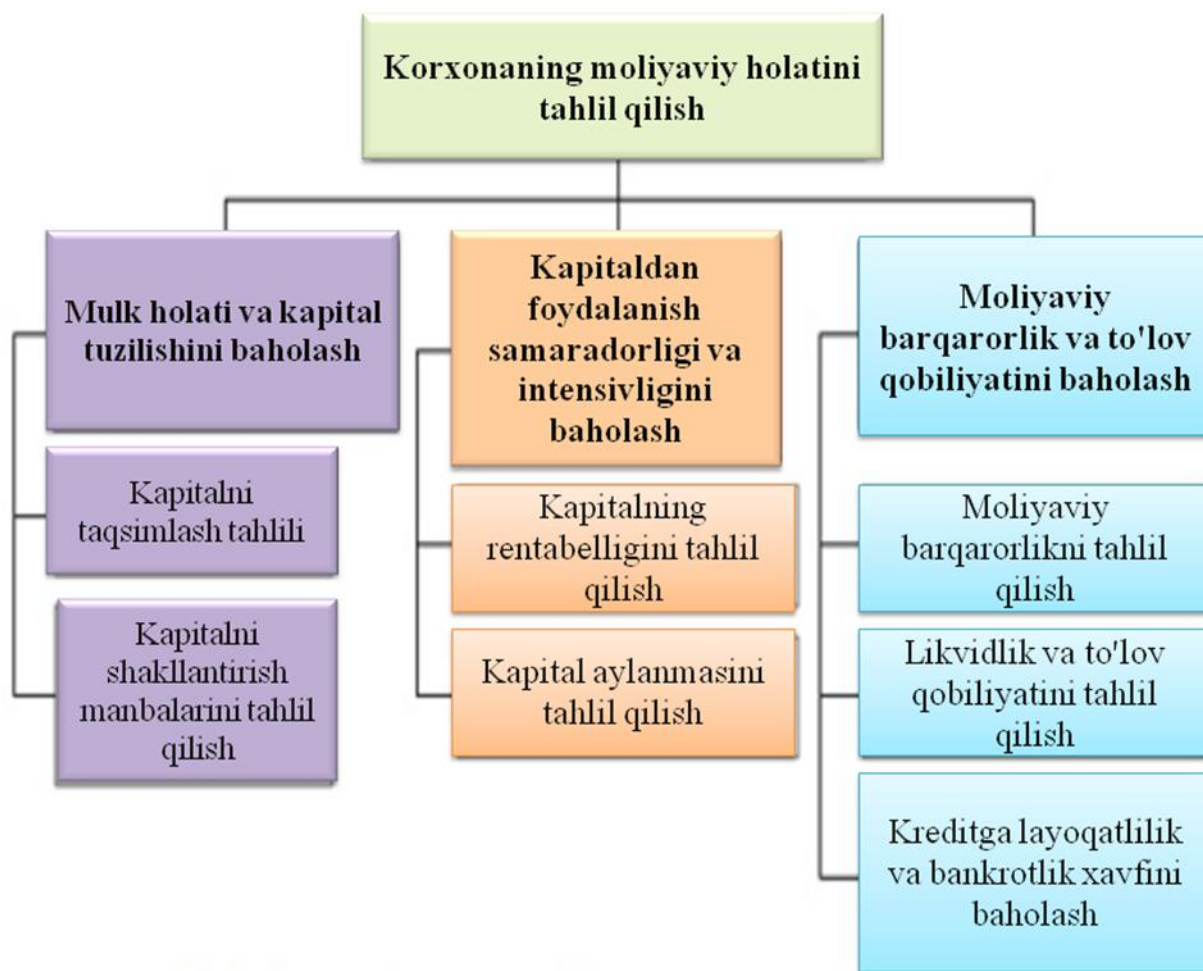 Korxonaning moliyaviy holatini
tahlil qilish
Mulk holati va kapital
tuzilishini baholash
Kapitalni
taqsimlash tahlili
Kapitalni
shakllantirish
manbalarini tahlil
qilish
Kapitaldan
foydalanish
samaradorligi va
intensivligini
baholash
Kapitalning
rentabelligini tahlil
qilish
Kapital aylanmasini
tahlil qilish
Moliyaviy
barqarorlik va to'lov
qobiliyatini baholash
Moliyaviy
barqarorlikni tahlil
qilish
Likvidlik va to'lov
qobiliyatini tahlil
qilish
Kreditga layoqatlilik
va bankrotlik xavfini
baholash